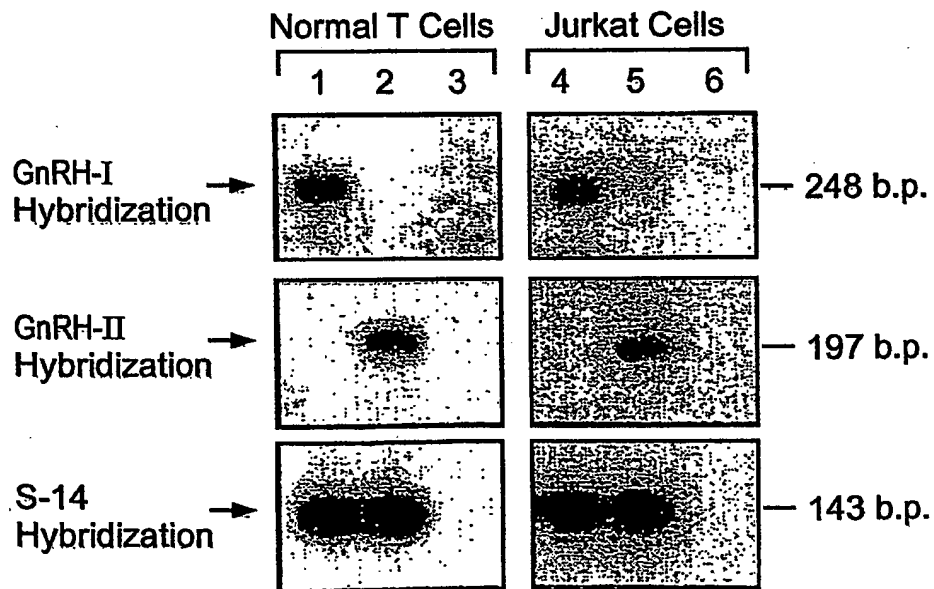 Normal T Cells Jurkat Cells
1 2 3 4 5 6
GnRH-I
Hybridization
248 b.p.
GnRH-II
Hybridization
197 b.p.
S-14
Hybridization
143 b.p.